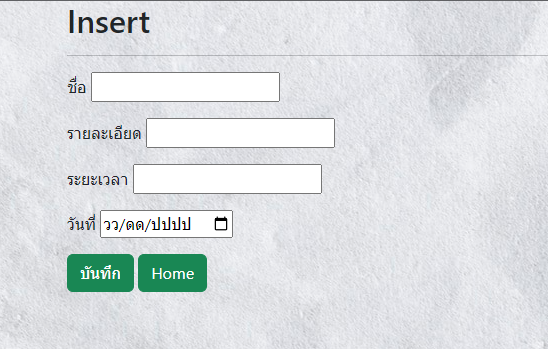 Insert
ชื่อ
รายละเอียด
ระยะเวลา
วันที่ วว/ดด/ปปปป
บันทึก Home